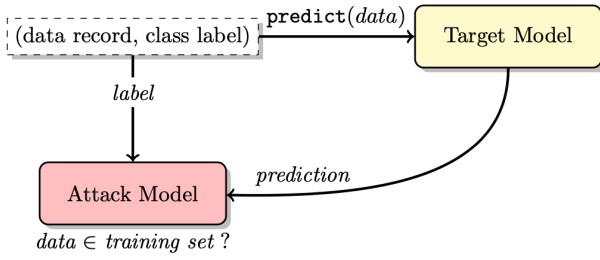 (data record, class label)
predict(data)
Target Model
label
prediction
Attack Model
data ∈ training set ?